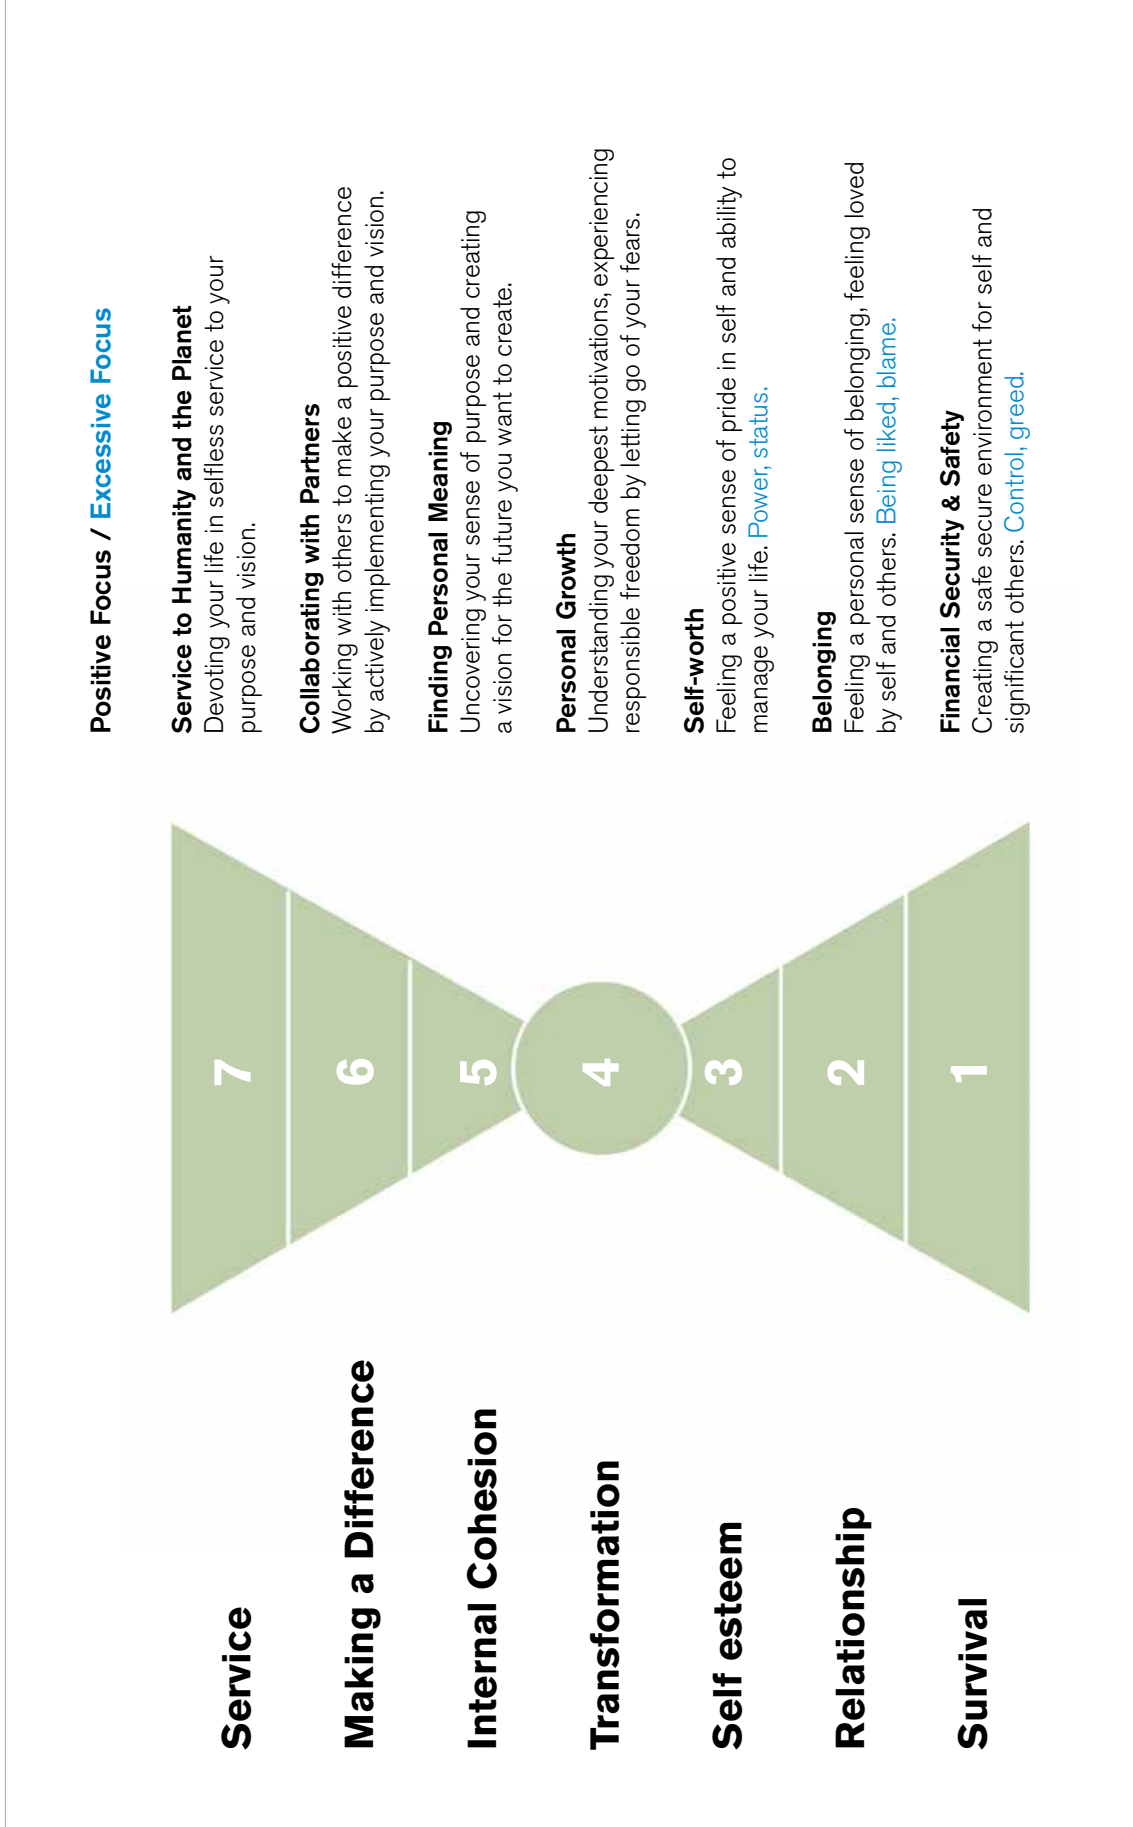 Positive Focus / Excessive Focus
Service
7
Service to Humanity and the Planet
Devoting your life in selfless service to your
purpose and vision.
Making a Difference
6
Collaborating with Partners
Working with others to make a positive difference
by actively implementing your purpose and vision.
Internal Cohesion
5
Finding Personal Meaning
Uncovering your sense of purpose and creating
a vision for the future you want to create.
Transformation
4
Personal Growth
Understanding your deepest motivations, experiencing
responsible freedom by letting go of your fears.
Self esteem
3
Self-worth
Feeling a positive sense of pride in self and ability to
manage your life. Power, status.
Relationship
2
Belonging
Feeling a personal sense of belonging, feeling loved
by self and others. Being liked, blame.
Survival
1
Financial Security & Safety
Creating a safe secure environment for self and
significant others. Control, greed.